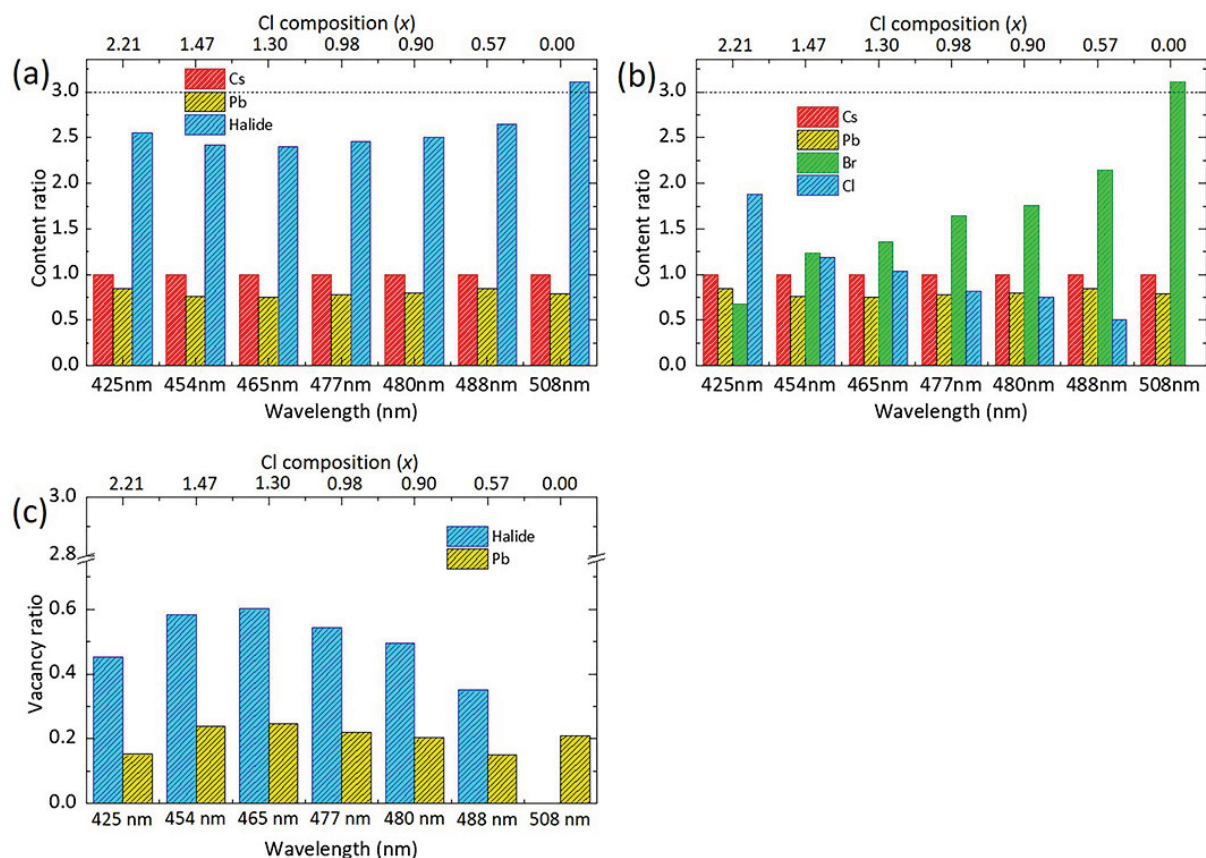 Cl composition (x)
2.21 1.47 1.30 0.98 0.90 0.57 0.00
(a)
Cs
Pb
Halide
3.0
2.5
2.0
1.5
1.0
0.5
0.0
Content ratio
425nm 454nm 465nm 477nm 480nm 488nm 508nm
Wavelength (nm)
Cl composition (x)
2.21 1.47 1.30 0.98 0.90 0.57 0.00
(b)
Cs
Pb
Br
Cl
3.0
2.5
2.0
1.5
1.0
0.5
0.0
Content ratio
425nm 454nm 465nm 477nm 480nm 488nm 508nm
Wavelength (nm)
Cl composition (x)
2.21 1.47 1.30 0.98 0.90 0.57 0.00
(c)
Halide
Pb
3.0
2.8
0.6
0.4
0.2
0.0
Vacancy ratio
425 nm 454 nm 465 nm 477 nm 480 nm 488 nm 508 nm
Wavelength (nm)